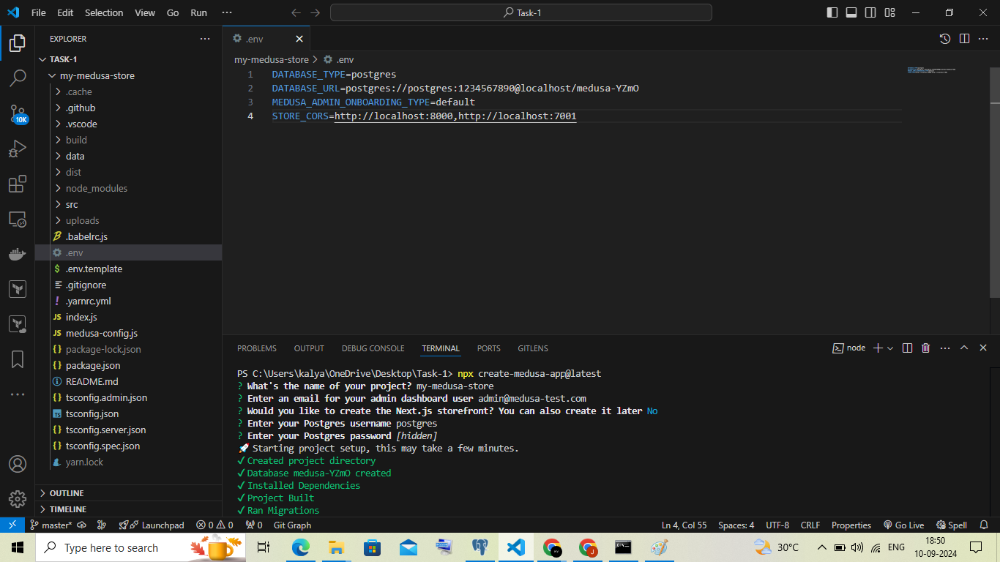 File Edit Selection View Go Run ··· Task-1
EXPLORER ···
TASK-1
my-medusa-store
.cache
.github
.vscode
build
data
dist
node_modules
src
uploads
.babelrc.js
.env
$ .env.template
.gitignore
! .yarnrc.yml
JS index.js
JS medusa-config.js
{} package-lock.json
{} package.json
README.md
{} tsconfig.admin.json
TS tsconfig.json
{} tsconfig.server.json
{} tsconfig.spec.json
yarn.lock
OUTLINE
TIMELINE
10K
.env
my-medusa-store > .env
1 DATABASE_TYPE=postgres
2 DATABASE_URL=postgres://postgres:1234567890@localhost/medusa-YZmO
3 MEDUSA_ADMIN_ONBOARDING_TYPE=default
4 STORE_CORS=http://localhost:8000,http://localhost:7001
PROBLEMS OUTPUT DEBUG CONSOLE TERMINAL PORTS GITLENS node
PS C:\Users\kalya\OneDrive\Desktop\Task-1> npx create-medusa-app@latest
? What's the name of your project? my-medusa-store
? Enter an email for your admin dashboard user admin@medusa-test.com
? Would you like to create the Next.js storefront? You can also create it later No
? Enter your Postgres username postgres
? Enter your Postgres password [hidden]
🚀 Starting project setup, this may take a few minutes.
✓ Created project directory
✓ Database medusa-YZmO created
✓ Installed Dependencies
✓ Project Built
✓ Ran Migrations
master* Launchpad 0 0 0 Git Graph Ln 4, Col 55 Spaces: 4 UTF-8 CRLF Properties Go Live Spell
Type here to search 30°C ENG 18:50
10-09-2024